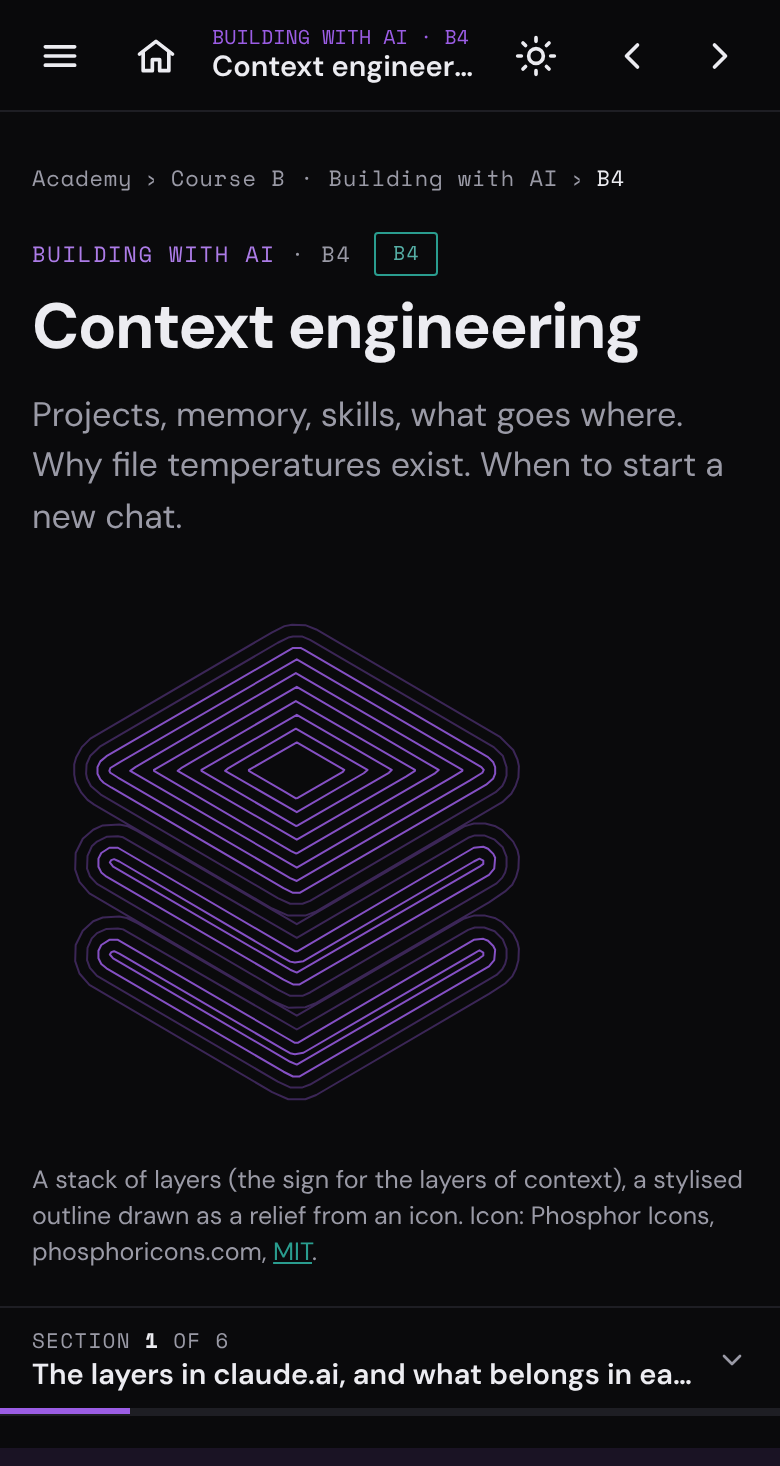 BUILDING WITH AI · B4
Context engineer...
Academy › Course B · Building with AI › B4
BUILDING WITH AI · B4 B4
Context engineering
Projects, memory, skills, what goes where.
Why file temperatures exist. When to start a
new chat.
A stack of layers (the sign for the layers of context), a stylised
outline drawn as a relief from an icon. Icon: Phosphor Icons,
phosphoricons.com, MIT.
SECTION 1 OF 6
The layers in claude.ai, and what belongs in ea...